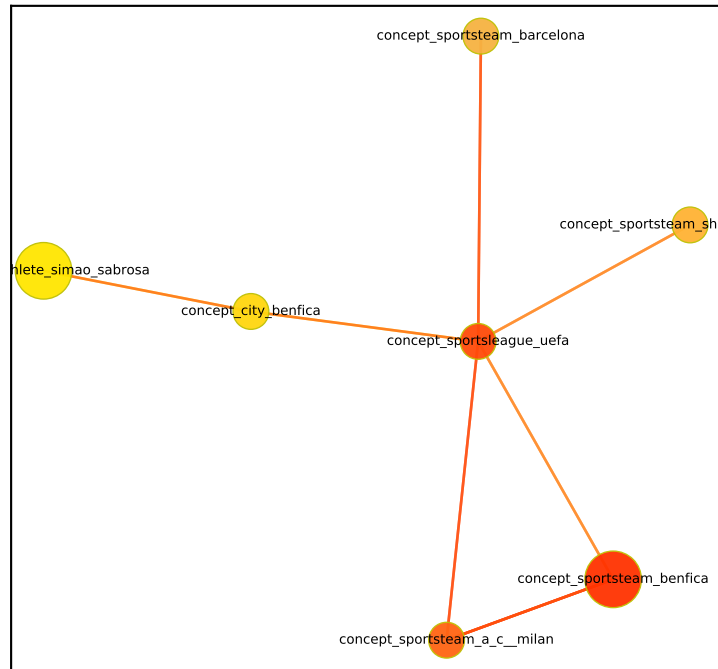 concept_sportsteam_barcelona
concept_sportsteam_sh
hlete_simao_sabrosa
concept_city_benfica
concept_sportsleague_uefa
concept_sportsteam_benfica
concept_sportsteam_a_c__milan